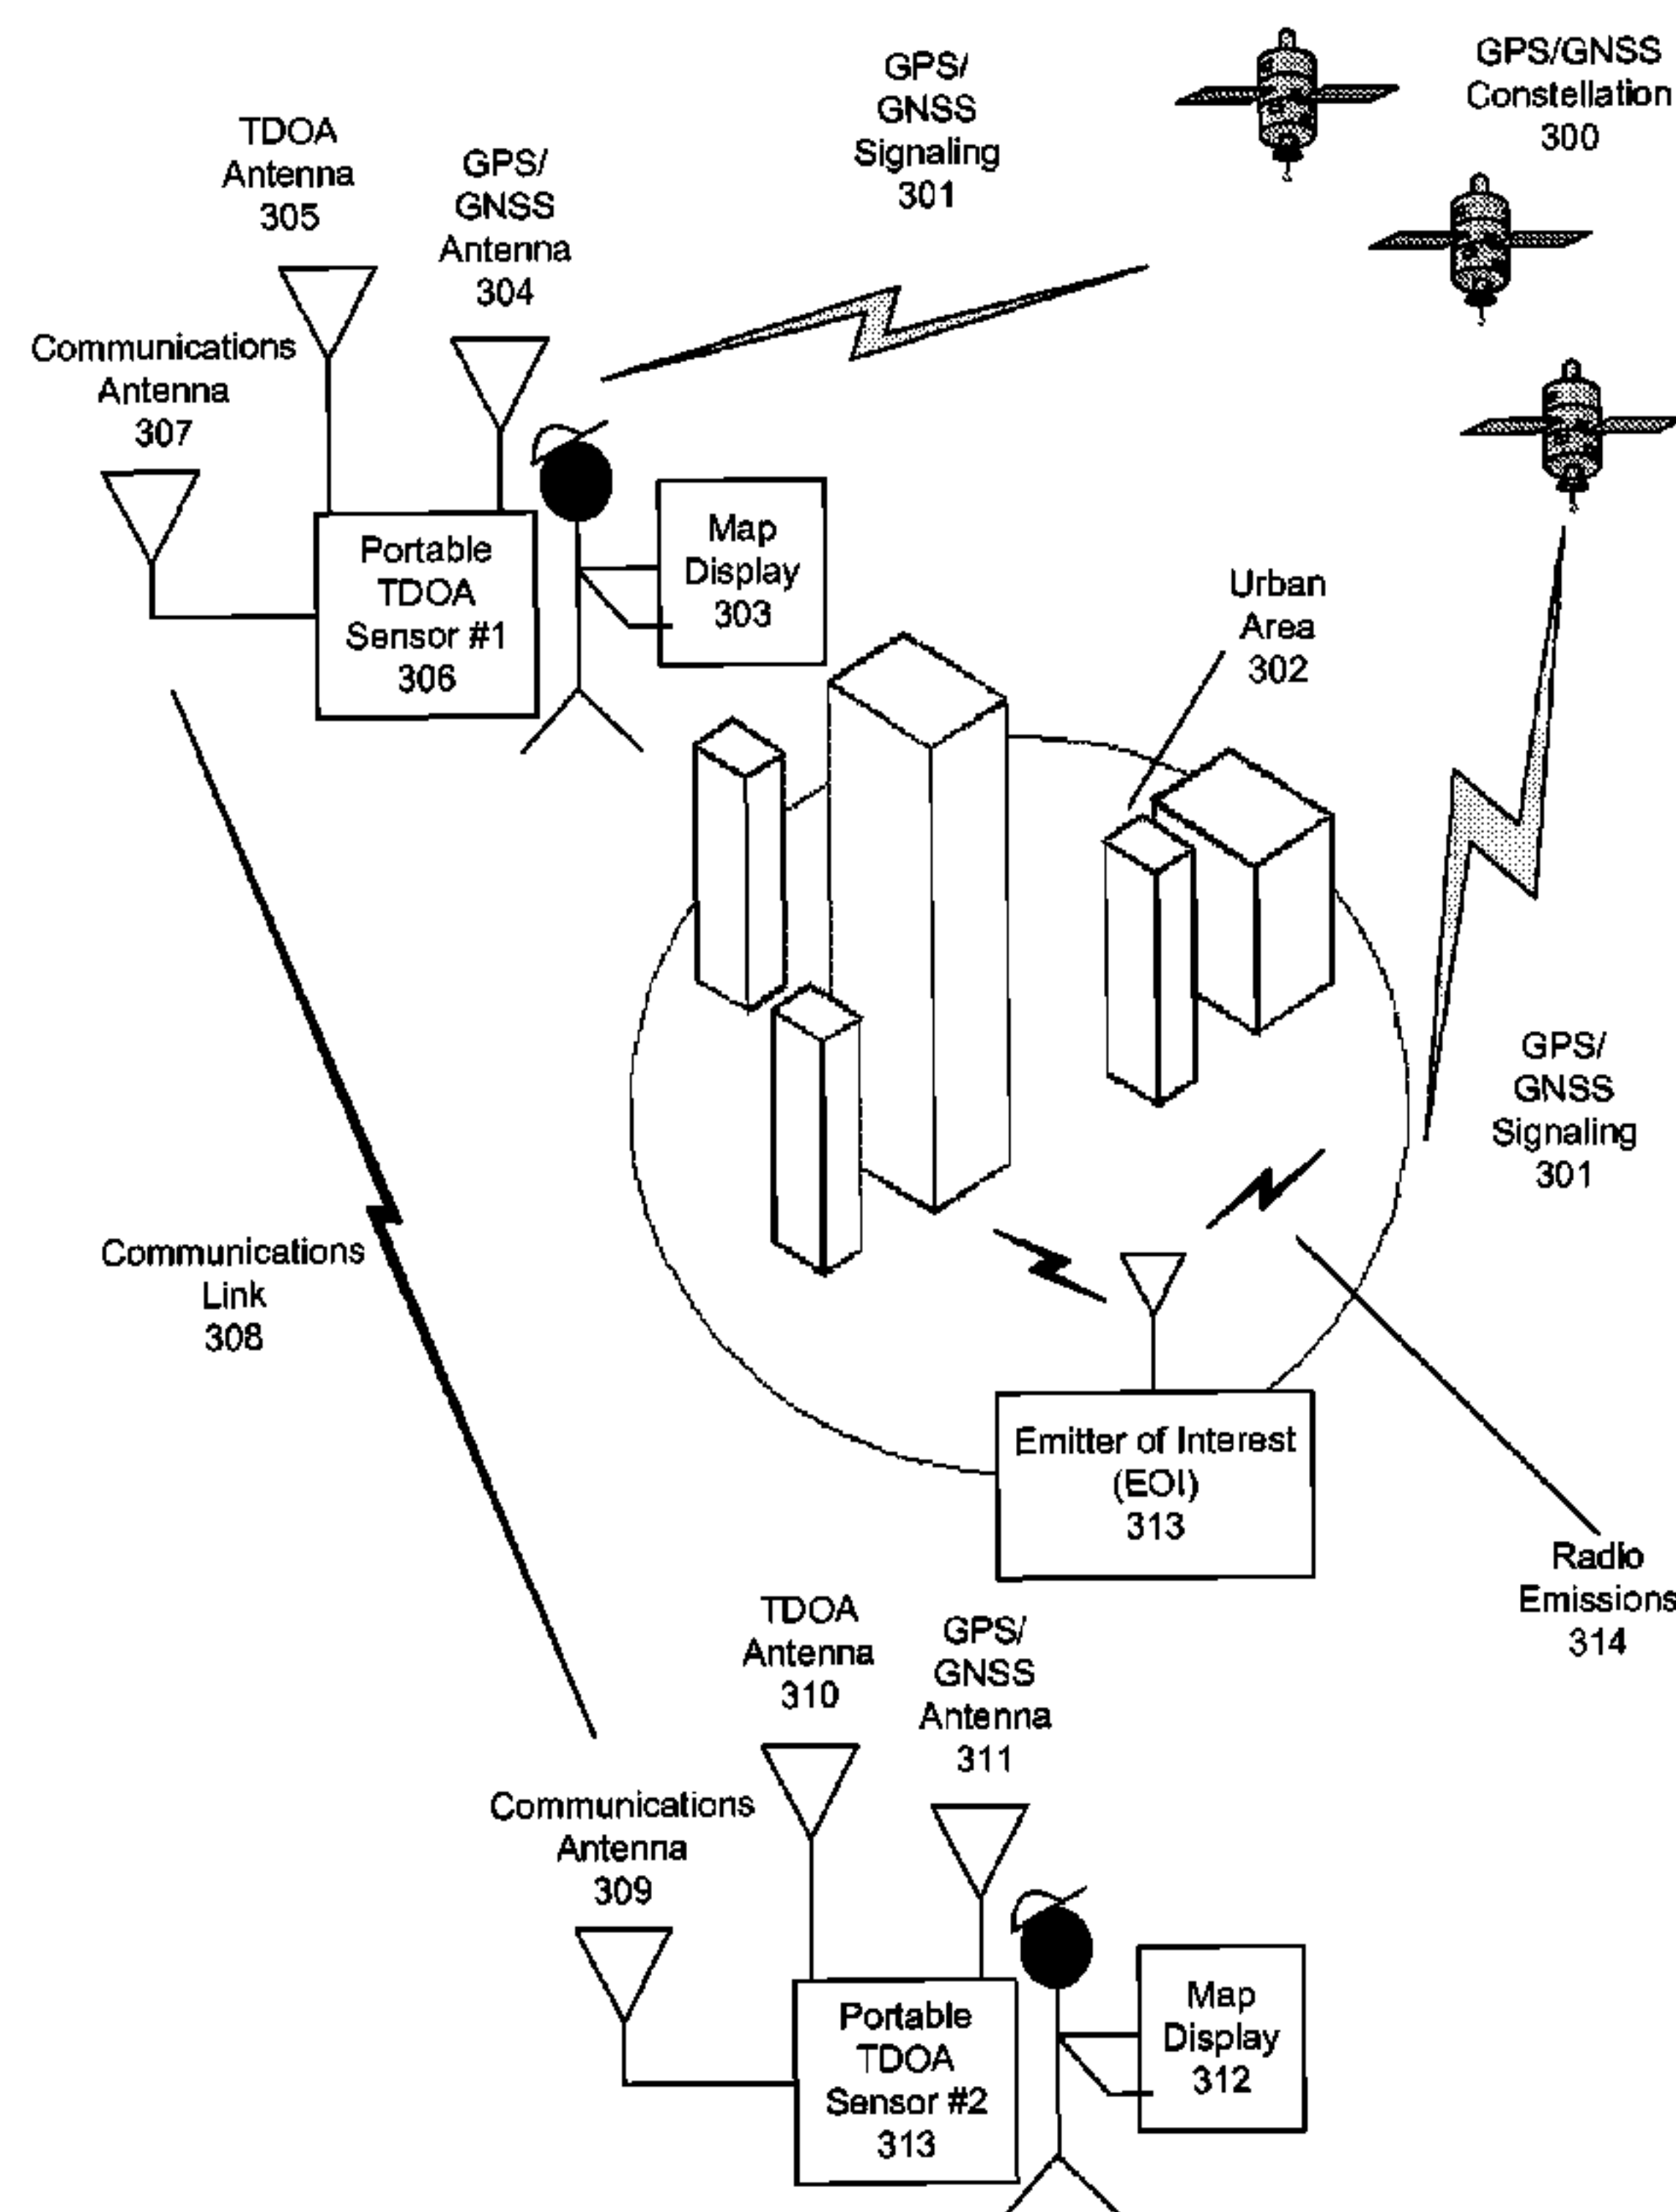 GPS/
GNSS
Signaling
301
GPS/GNSS
Constellation
300
TDOA
Antenna
305
GPS/
GNSS
Antenna
304
Communications
Antenna
307
Portable
TDOA
Sensor #1
306
Map
Display
303
Urban
Area
302
GPS/
GNSS
Signaling
301
Communications
Link
308
Emitter of Interest
(EOI)
313
Radio
Emissions
314
TDOA
Antenna
310
GPS/
GNSS
Antenna
311
Communications
Antenna
309
Portable
TDOA
Sensor #2
313
Map
Display
312